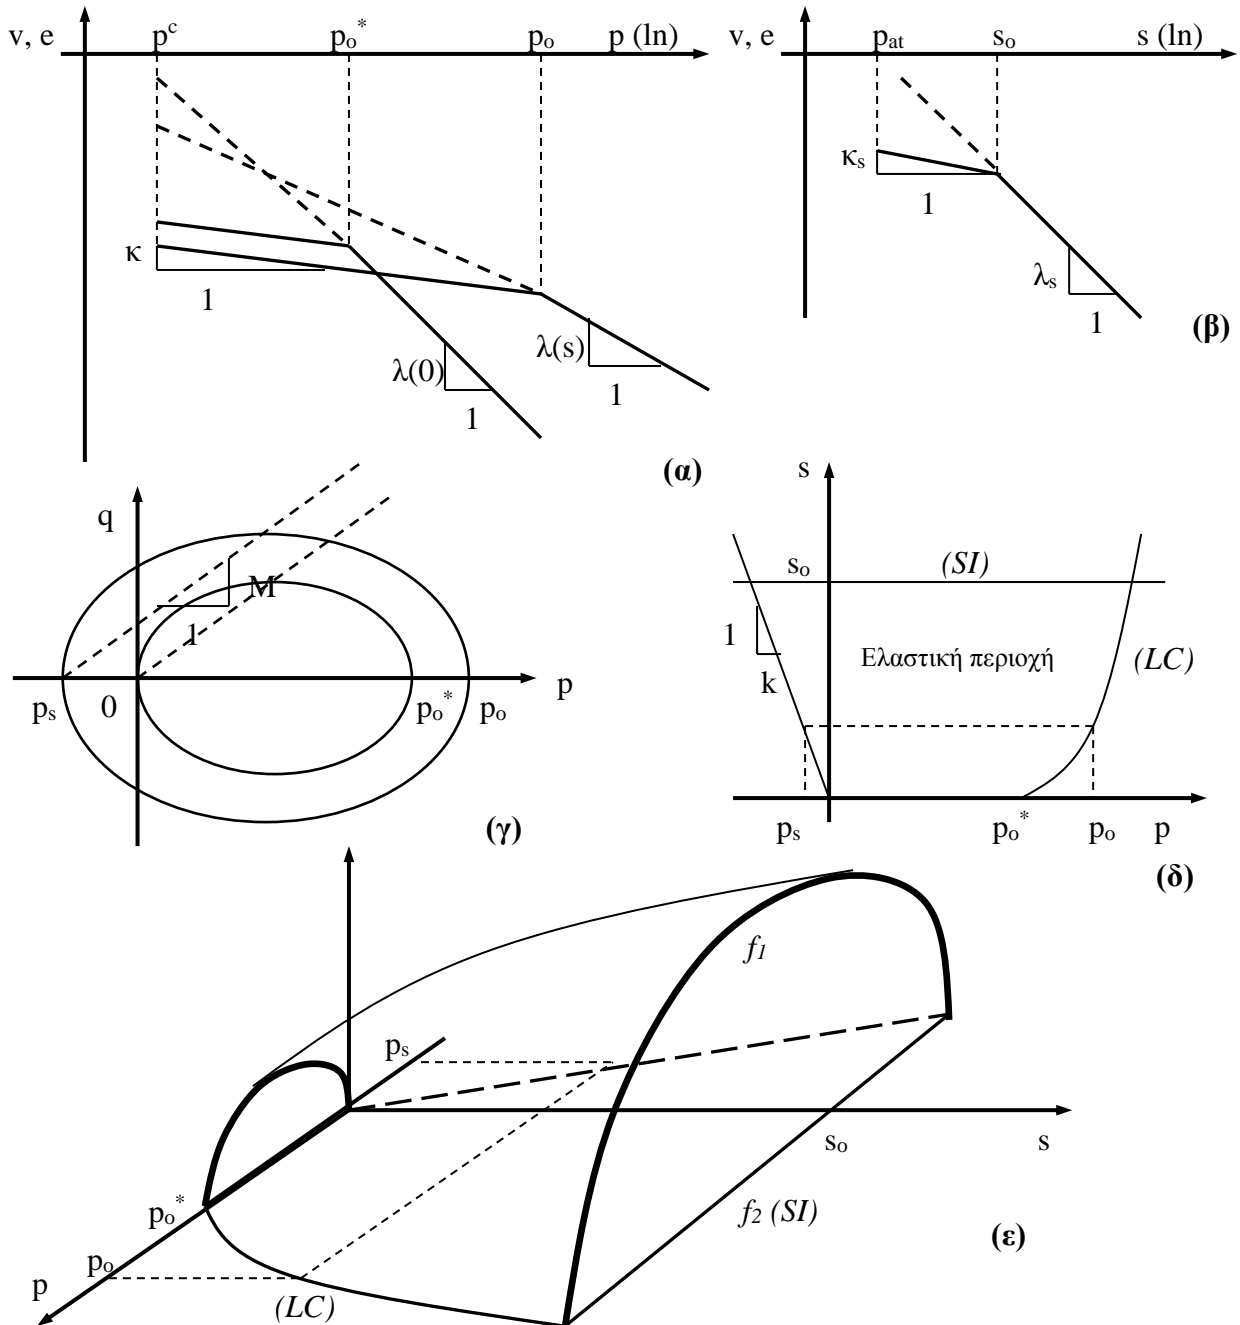 v, e
p^c
p_o^*
p_o
p (ln)
κ
1
λ(0)
1
λ(s)
1
(α)
v, e
p_at
s_o
s (ln)
κ_s
1
λ_s
1
(β)
q
M
1
p_s
0
p_o^*
p_o
p
(γ)
s
s_o
(SI)
1
k
Ελαστική περιοχή
(LC)
p_s
p_o^*
p_o
p
(δ)
f_1
p_s
s_o
s
p_o^*
f_2 (SI)
p_o
p
(LC)
(ε)